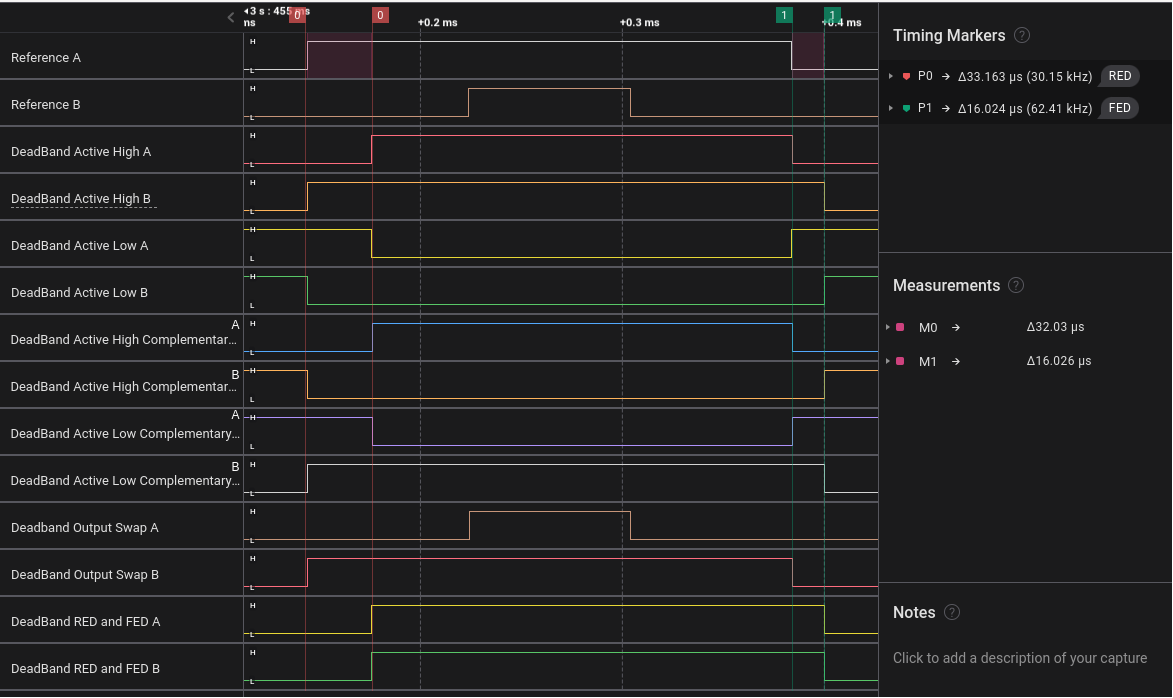 3 s : 455 ms
ms
0
0
1
1
+0.2 ms
+0.3 ms
+0.4 ms
Reference A
H
L
Reference B
H
L
DeadBand Active High A
H
L
DeadBand Active High B
H
L
DeadBand Active Low A
H
L
DeadBand Active Low B
H
L
A
DeadBand Active High Complementar...
H
L
B
DeadBand Active High Complementar...
H
L
A
DeadBand Active Low Complementary...
H
L
B
DeadBand Active Low Complementary...
H
L
Deadband Output Swap A
H
L
DeadBand Output Swap B
H
L
DeadBand RED and FED A
H
L
DeadBand RED and FED B
H
L
Timing Markers ?
P0 → Δ33.163 µs (30.15 kHz) RED
P1 → Δ16.024 µs (62.41 kHz) FED
Measurements ?
M0 → Δ32.03 µs
M1 → Δ16.026 µs
Notes ?
Click to add a description of your capture